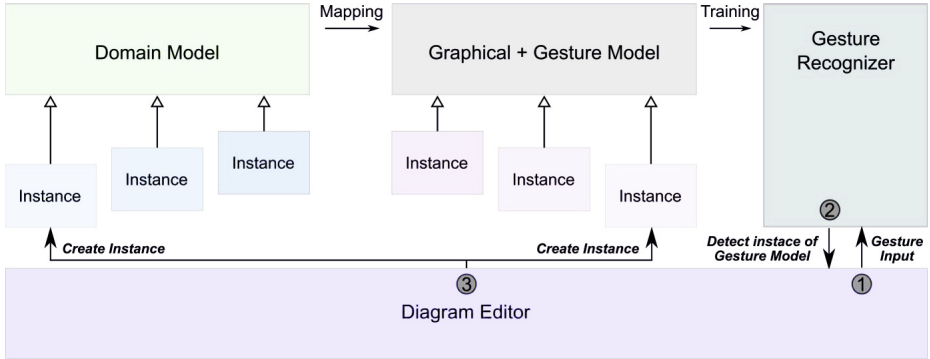 Mapping
Training
Domain Model
Graphical + Gesture Model
Gesture
Recognizer
Instance
Instance
Instance
Instance
Instance
Instance
2
Create Instance
Create Instance
Detect instace of
Gesture Model
Gesture
Input
3
1
Diagram Editor